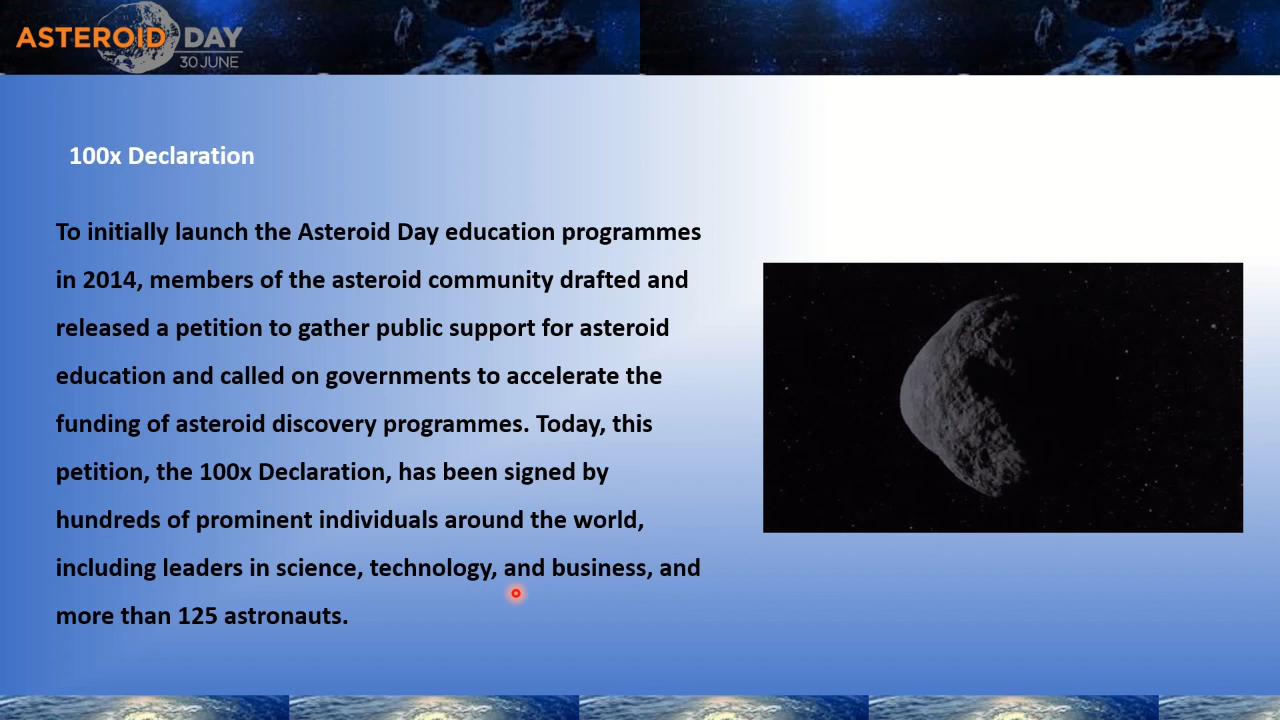 ASTEROID DAY
30 JUNE
100x Declaration
To initially launch the Asteroid Day education programmes
in 2014, members of the asteroid community drafted and
released a petition to gather public support for asteroid
education and called on governments to accelerate the
funding of asteroid discovery programmes. Today, this
petition, the 100x Declaration, has been signed by
hundreds of prominent individuals around the world,
including leaders in science, technology, and business, and
more than 125 astronauts.